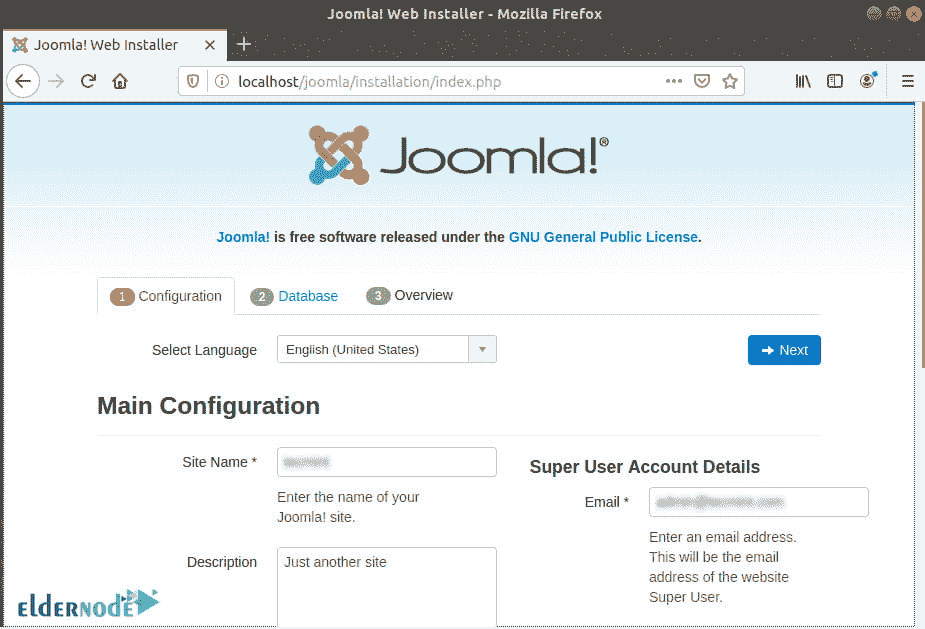 Joomla! Web Installer - Mozilla Firefox
Joomla! Web Installer
localhost/joomla/installation/index.php
Joomla!®
Joomla! is free software released under the GNU General Public License.
1 Configuration 2 Database 3 Overview
Select Language English (United States) Next
Main Configuration
Site Name *
Enter the name of your
Joomla! site.
Description Just another site
Super User Account Details
Email *
Enter an email address.
This will be the email
address of the website
Super User.
eldernode